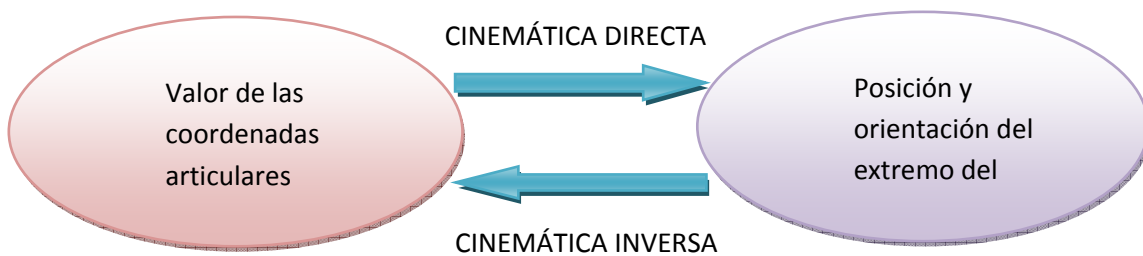 CINEMÁTICA DIRECTA
Valor de las
coordenadas
articulares
Posición y
orientación del
extremo del
CINEMÁTICA INVERSA